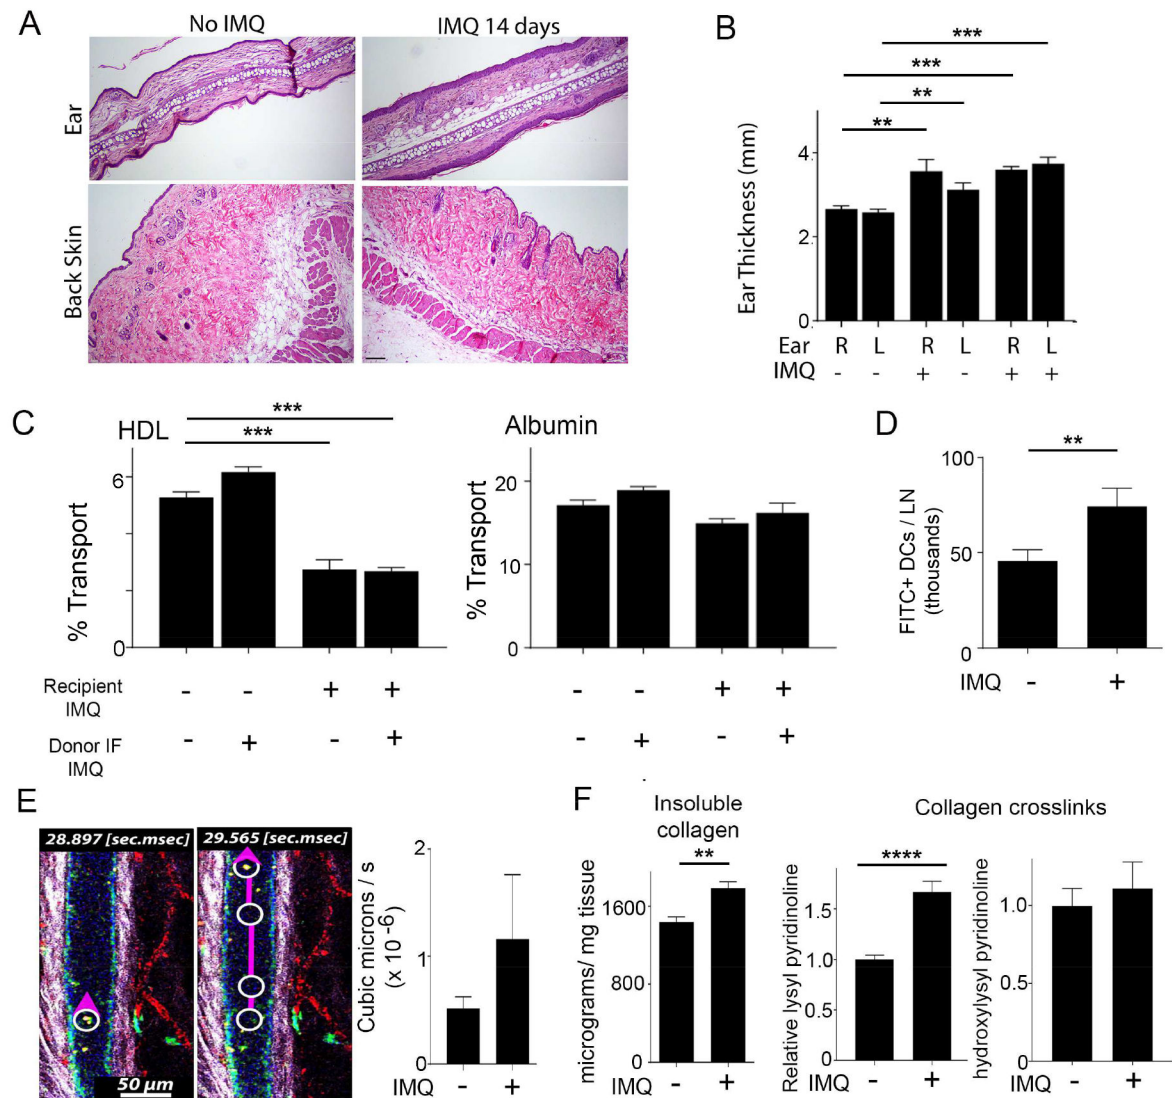 A
No IMQ
IMQ 14 days
Ear
Back Skin
B
***
***
**
**
Ear Thickness (mm)
4.
2.
0.
Ear R L R L R L
IMQ - - + - + +
C
HDL
***
***
% Transport
6
0
Albumin
% Transport
20
10
0
Recipient IMQ - - + +
- - + +
Donor IF IMQ - + - +
- + - +
D
**
FITC+ DCs / LN
(thousands)
100
50
0
IMQ - +
E
28.897 [sec.msec]
29.565 [sec.msec]
50 µm
Cubic microns / s
(x 10 -6)
2
1
0
IMQ - +
F
Insoluble
collagen
**
micrograms/ mg tissue
1600
800
0
IMQ - +
Collagen crosslinks
****
Relative lysyl pyridinoline
1.5
1.0
0.5
0.0
IMQ - +
hydroxylysyl pyridinoline
1.0
0.5
0.0
IMQ - +